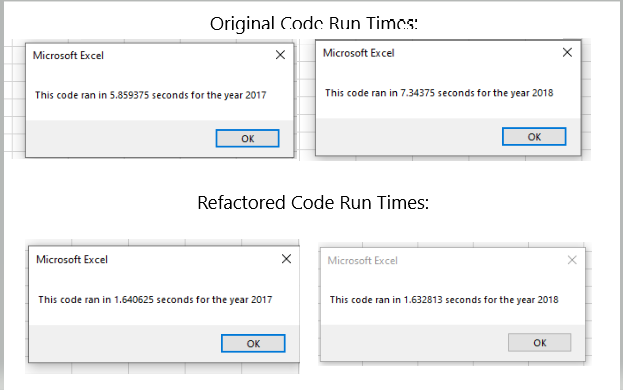 Original Code Run Times:
Microsoft Excel
This code ran in 5.859375 seconds for the year 2017
OK
Microsoft Excel
This code ran in 7.34375 seconds for the year 2018
OK
Refactored Code Run Times:
Microsoft Excel
This code ran in 1.640625 seconds for the year 2017
OK
Microsoft Excel
This code ran in 1.632813 seconds for the year 2018
OK